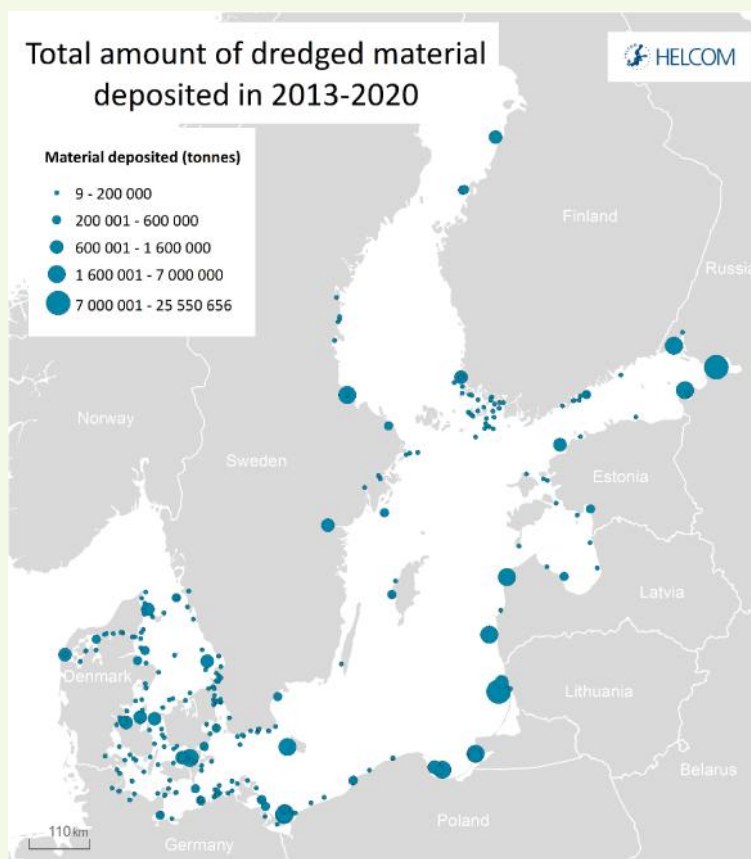 Total amount of dredged material
deposited in 2013-2020
HELCOM
Material deposited (tonnes)
9 - 200 000
200 001 - 600 000
600 001 - 1 600 000
1 600 001 - 7 000 000
7 000 001 - 25 550 656
Finland
Russia
Norway
Sweden
Estonia
Latvia
Denmark
Lithuania
Belarus
Poland
110 km
Germany